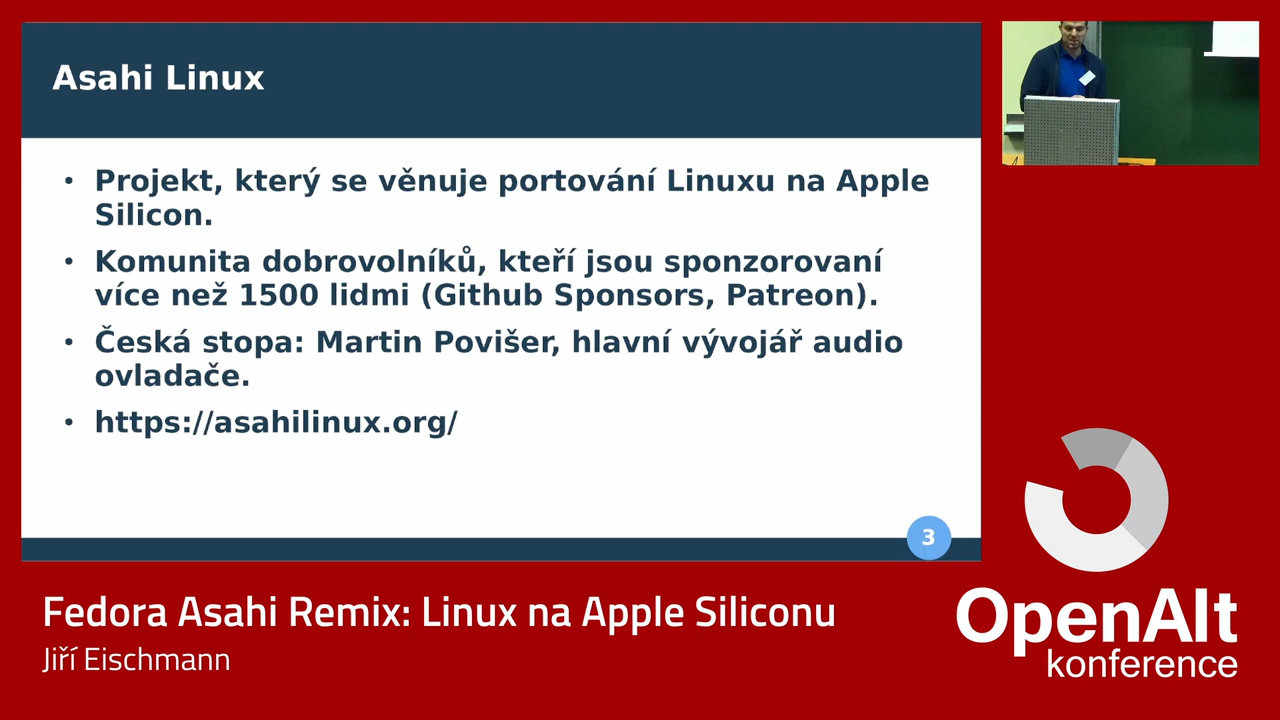 Asahi Linux
• Projekt, který se věnuje portování Linuxu na Apple
Silicon.
• Komunita dobrovolníků, kteří jsou sponzorovaní
více než 1500 lidmi (Github Sponsors, Patreon).
• Česká stopa: Martin Povišer, hlavní vývojář audio
ovladače.
• https://asahilinux.org/
3
Fedora Asahi Remix: Linux na Apple Siliconu
Jiří Eischmann
OpenAlt
konference